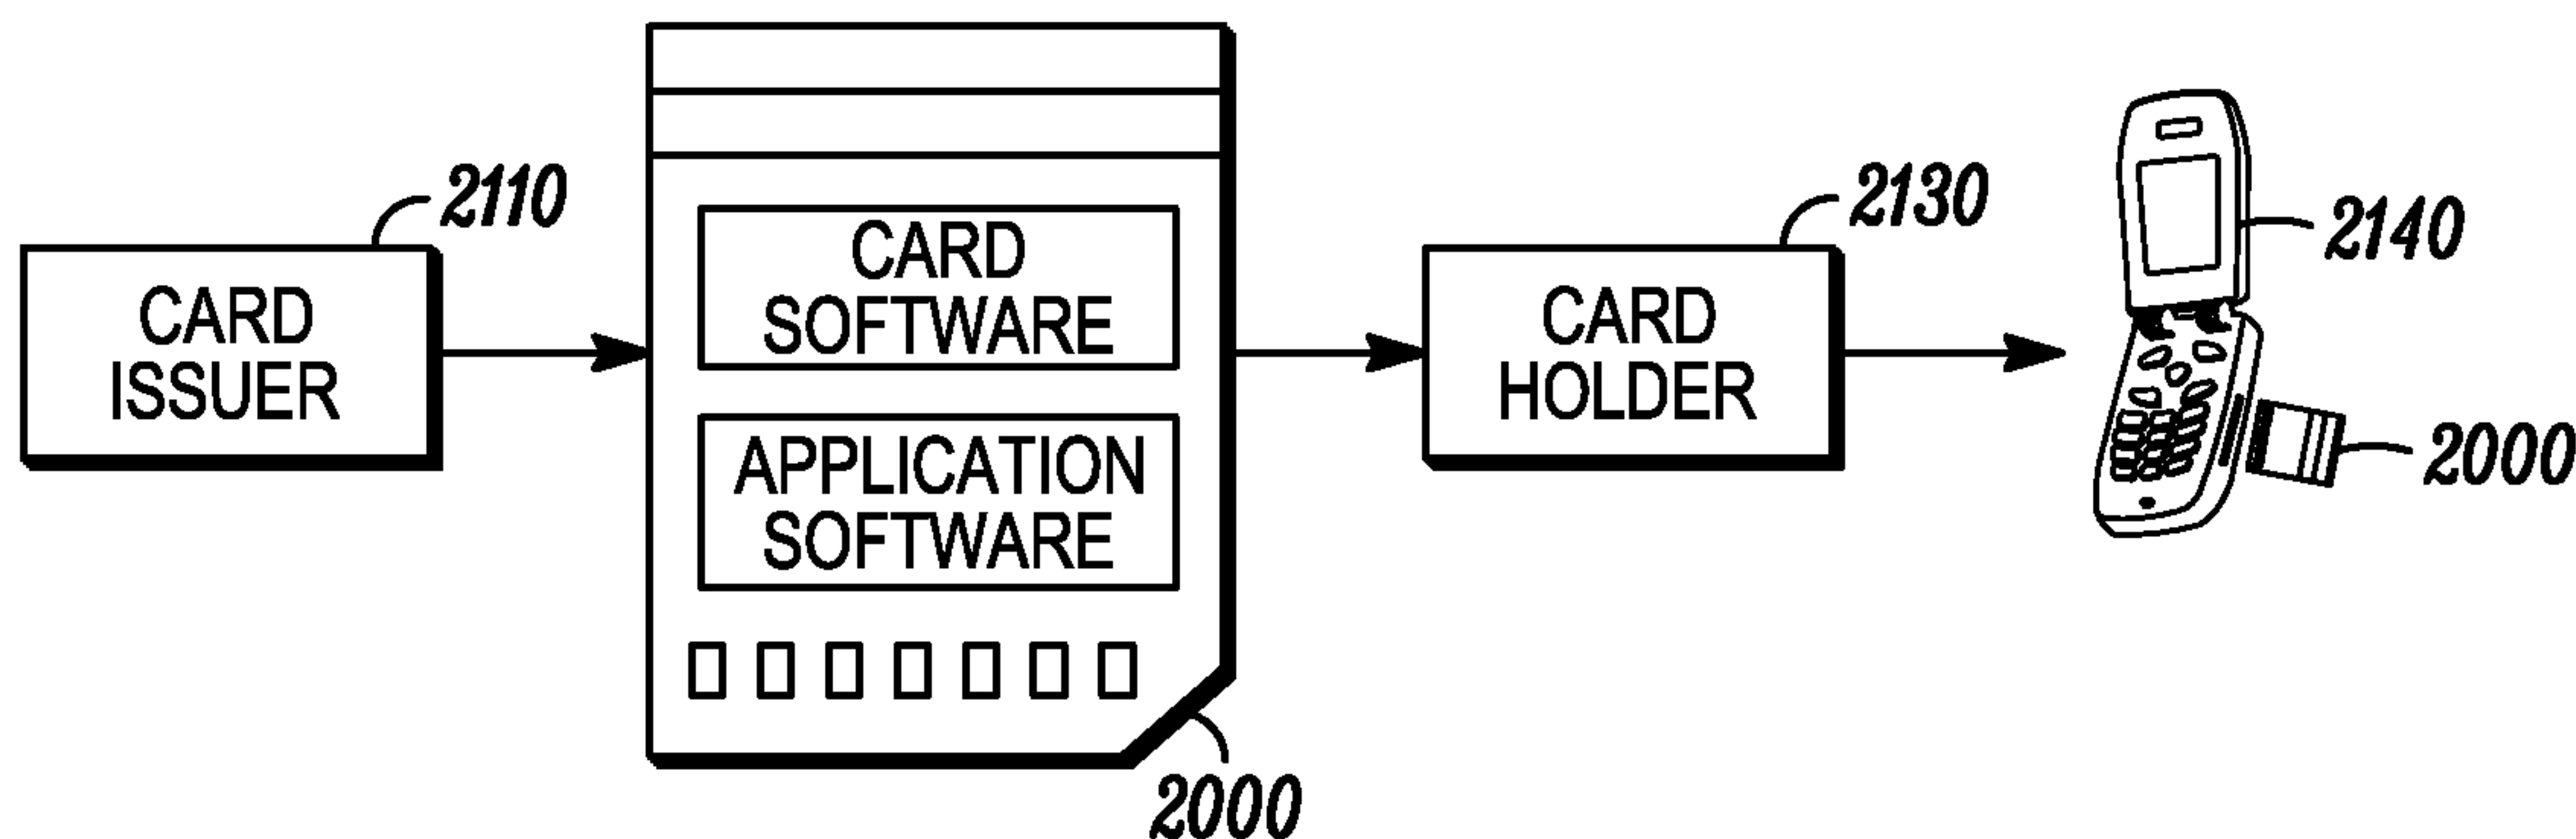 2110
CARD
ISSUER
CARD
SOFTWARE
APPLICATION
SOFTWARE
2000
2130
CARD
HOLDER
2140
2000